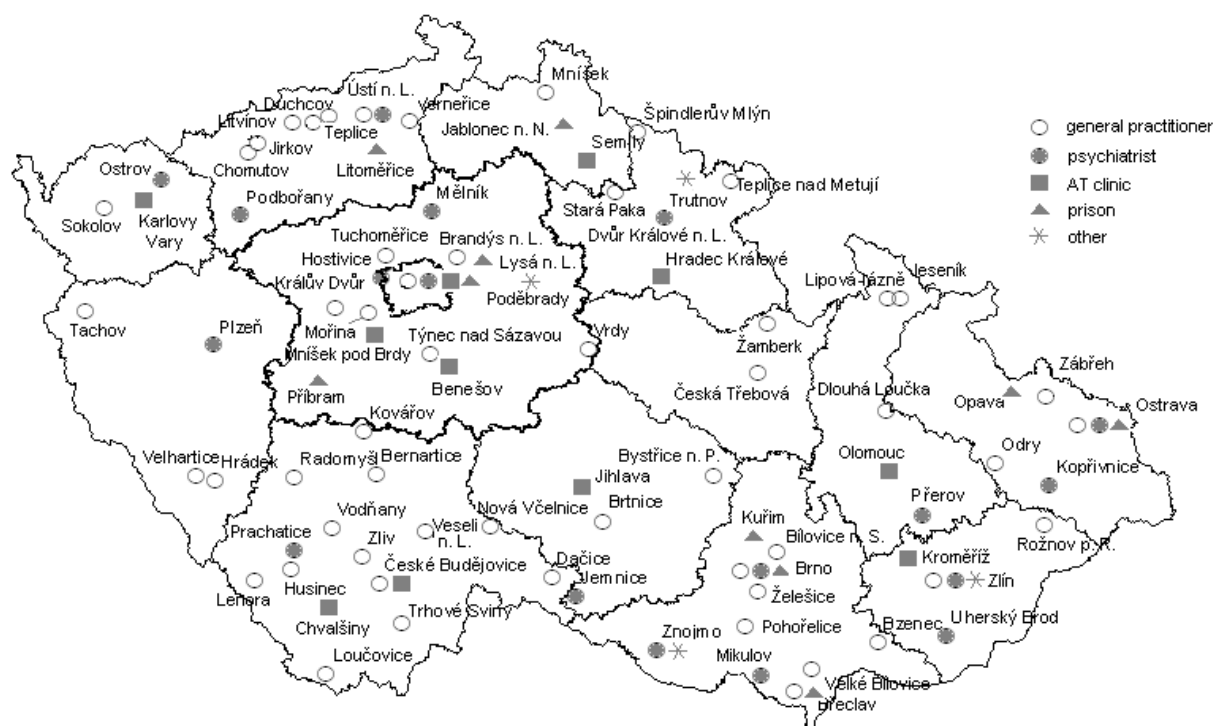 Mníšek
Ústí n. L.
Duchcov
Verneřice
Špindlerův Mlýn
general practitioner
Litvínov
Teplice
Jablonec n. N.
Semily
psychiatrist
Jirkov
Chomutov
Litoměřice
Ostrov
AT clinic
Teplice nad Metují
Podbořany
Mělník
Stará Paka
Trutnov
prison
Karlovy
Vary
Sokolov
Dvůr Králové n. L.
other
Tuchoměřice
Brandýs n. L.
Hostivice
Lysá n. L.
Hradec Králové
Králův Dvůr
Lipová-lázně
Jeseník
Poděbrady
Tachov
Plzeň
Mořina
Týnec nad Sázavou
Vrdy
Žamberk
Mníšek pod Brdy
Benešov
Česká Třebová
Zábřeh
Příbram
Dlouhá Loučka
Opava
Ostrava
Kovářov
Velhartice
Hrádek
Radomyšl
Bernartice
Bystřice n. P.
Olomouc
Odry
Kopřivnice
Jihlava
Vodňany
Nová Včelnice
Brtnice
Přerov
Prachatice
Zliv
Veselí
n. L.
Kuřim
Bílovice n. S.
Rožnov p. R.
České Budějovice
Dačice
Jemnice
Brno
Kroměříž
Zlín
Lenora
Husinec
Želešice
Chvalšiny
Trhové Sviny
Pohořelice
Bzenec
Uherský Brod
Znojmo
Loučovice
Mikulov
Velké Bílovice
Břeclav